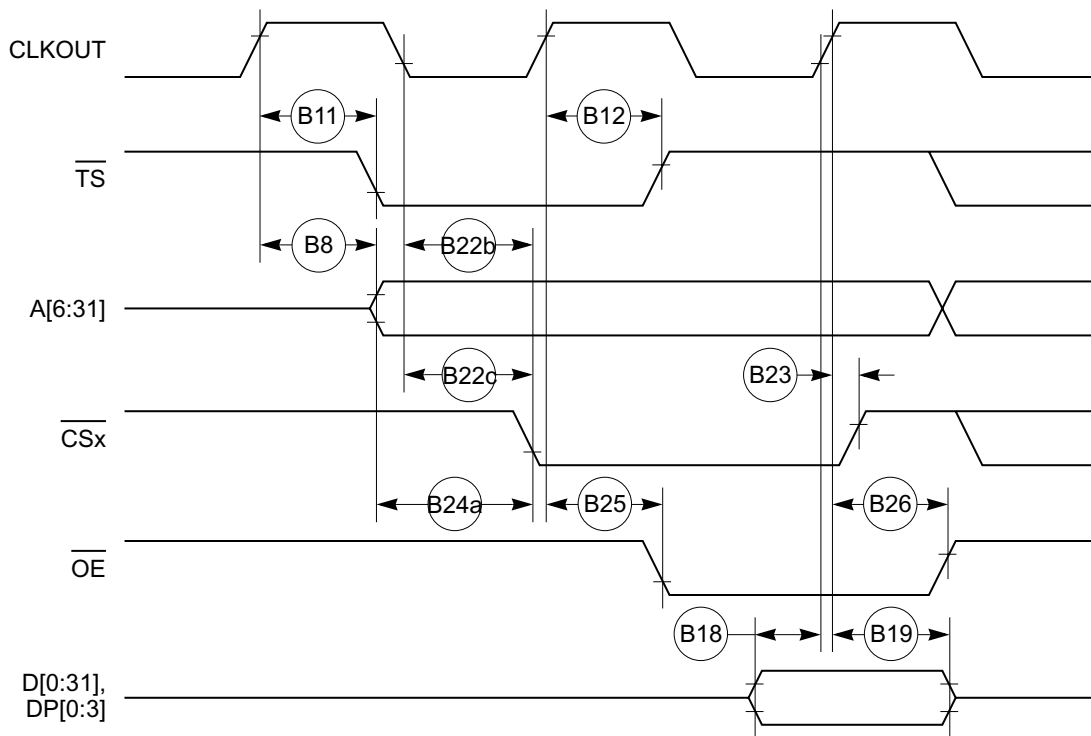 CLKOUT
B11
B12
TS
B8
B22b
A[6:31]
B22c
B23
CSx
B24a
B25
B26
OE
B18
B19
D[0:31],
DP[0:3]